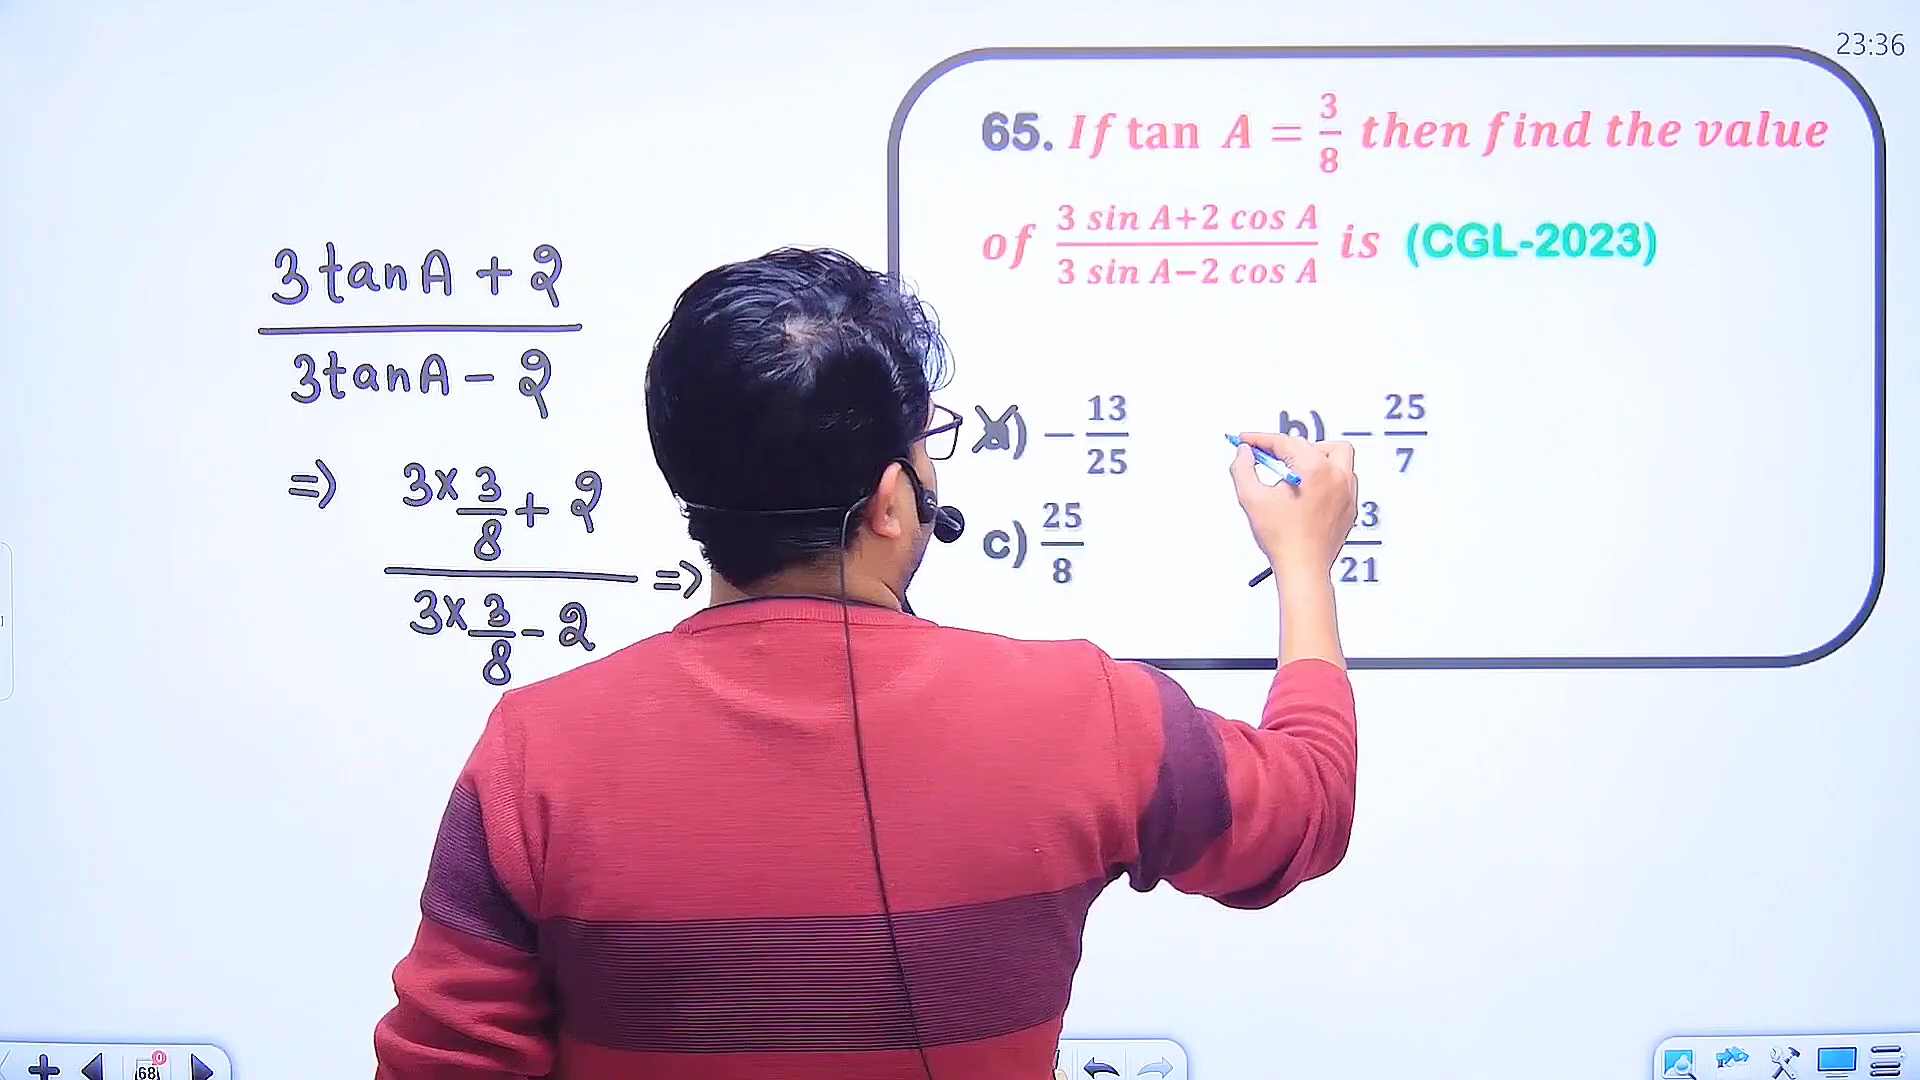 23:36
65. If tan A = 3/8 then find the value
of (3 sin A+2 cos A)/(3 sin A−2 cos A) is (CGL-2023)
a) −13/25
b) −25/7
c) 25/8
3/21
(3tanA + 2)/(3tanA − 2)
⇒ (3×3/8 + 2)/(3×3/8 − 2) ⇒
68
0